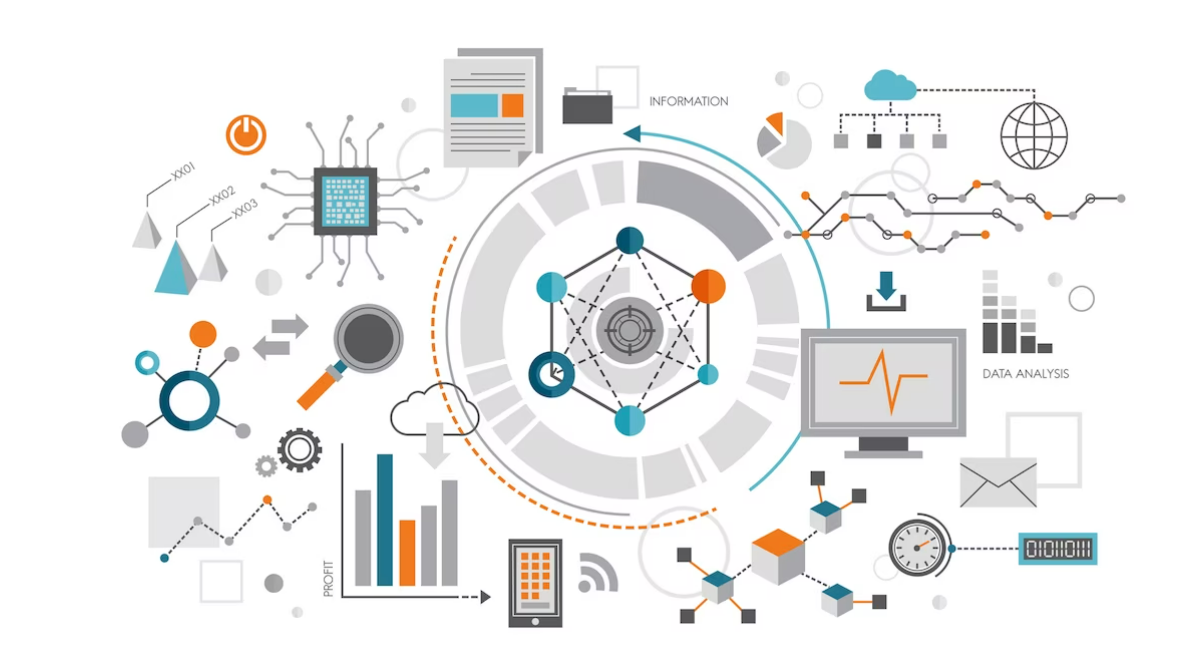 INFORMATION
XX01
XX02
XX03
DATA ANALYSIS
PROFIT
01011011